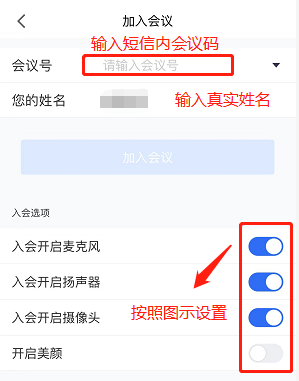 加入会议
输入短信内会议码
会议号 请输入会议号
您的姓名 输入真实姓名
加入会议
入会选项
入会开启麦克风
入会开启扬声器
入会开启摄像头
按照图示设置
开启美颜